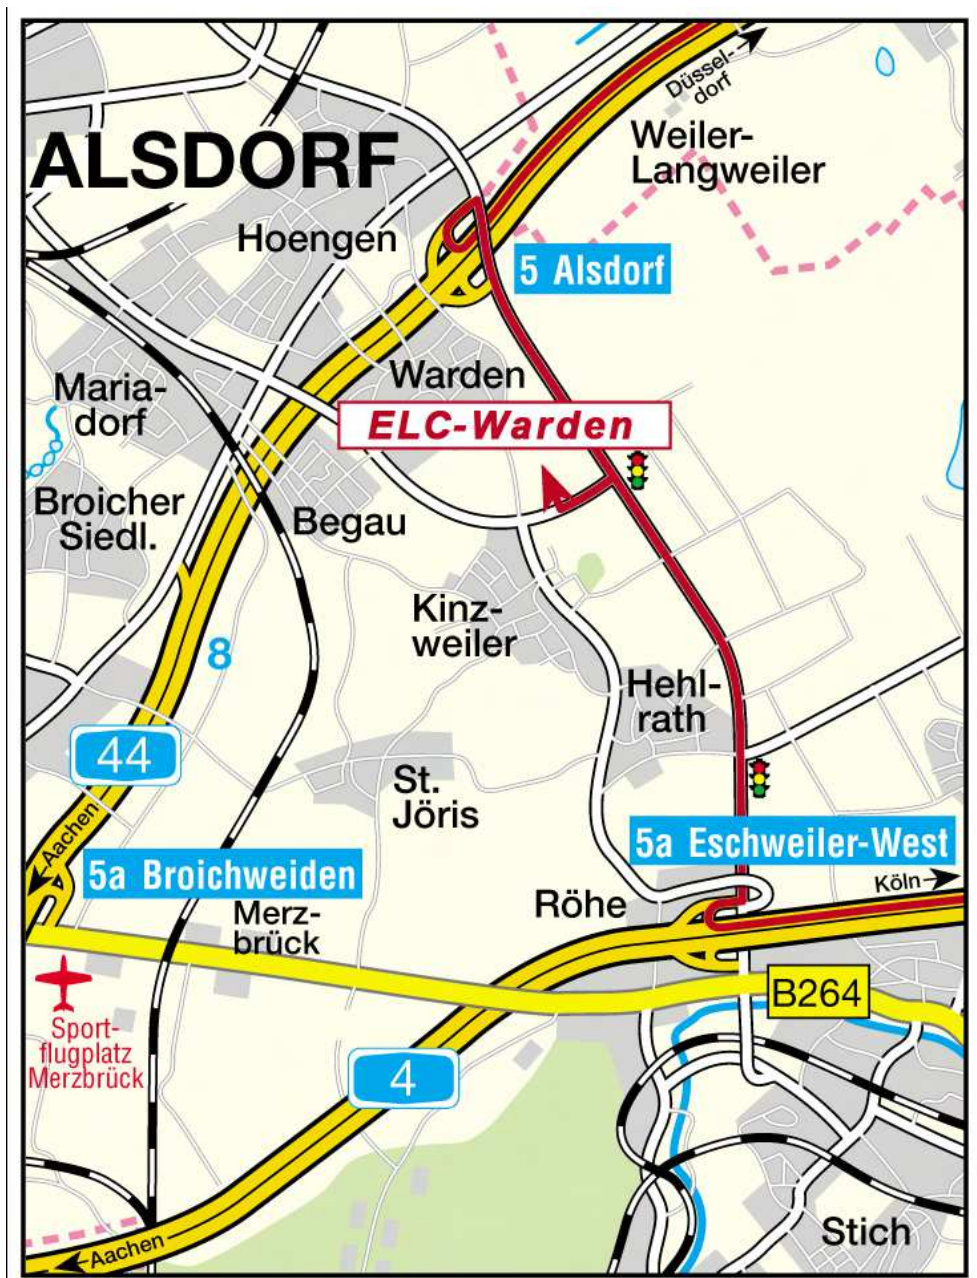 Düssel-
dorf
Weiler-
Langweiler
ALSDORF
Hoengen
5 Alsdorf
Warden
Maria-
dorf
ELC-Warden
Broicher
Siedl.
Begau
Kinz-
weiler
8
Hehl-
rath
44
St.
Jöris
Aachen
5a Broichweiden
5a Eschweiler-West
Köln
Röhe
Merz-
brück
B264
Sport-
flugplatz
Merzbrück
4
Stich
Aachen